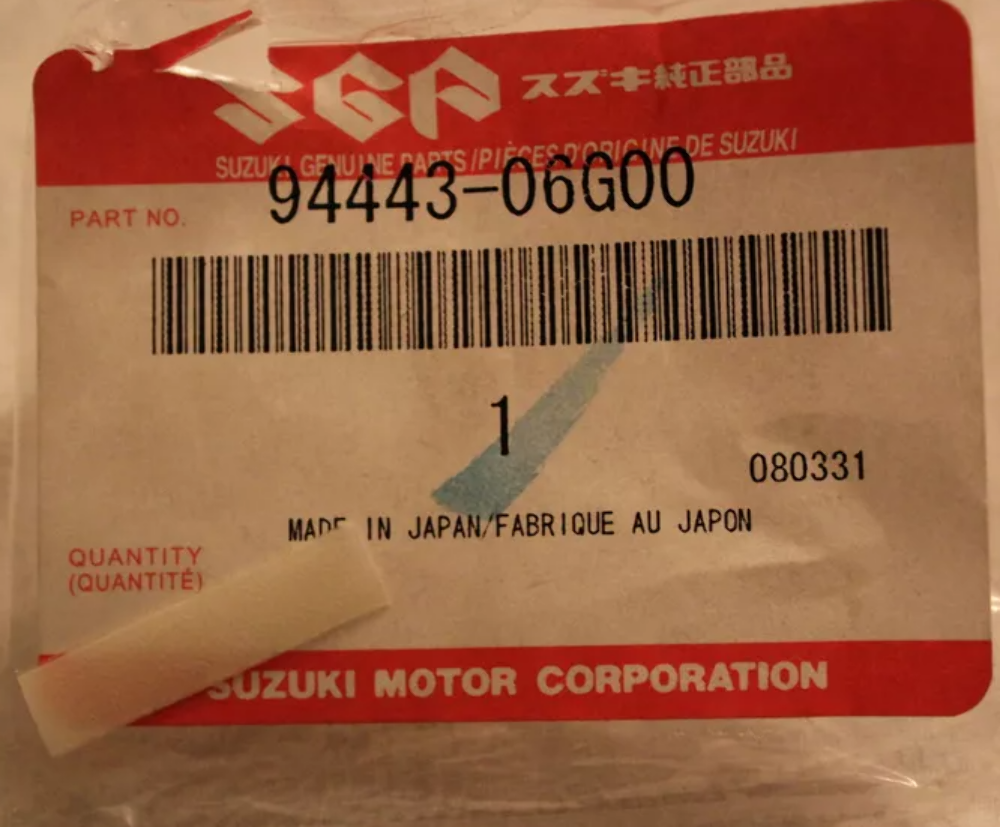 SGP スズキ純正部品
SUZUKI GENUINE PARTS/PIÈCES D'ORIGINE DE SUZUKI
PART NO. 94443-06G00
1
080331
MADE IN JAPAN/FABRIQUE AU JAPON
QUANTITY
(QUANTITÉ)
SUZUKI MOTOR CORPORATION